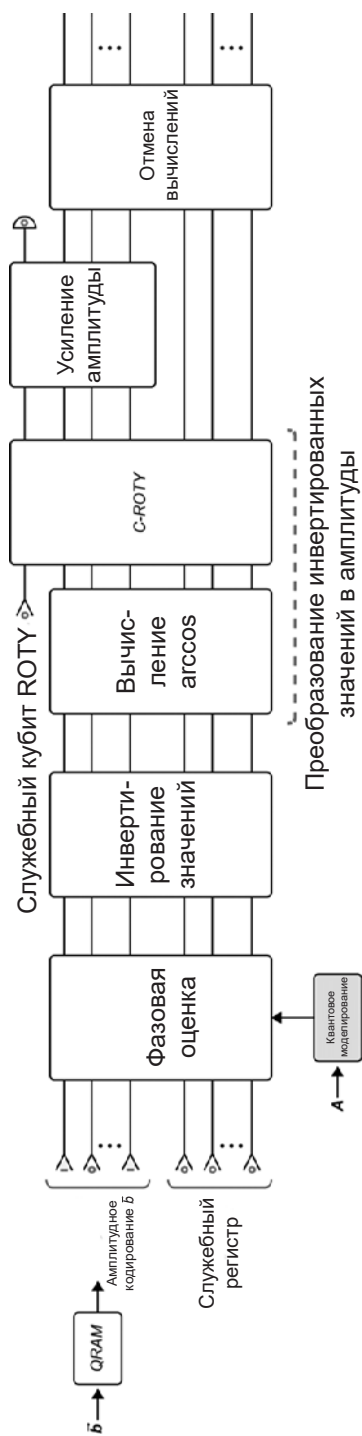 b
QRAM
Амплитудное
кодирование b
Служебный
регистр
Фазовая
оценка
A
Квантовое
моделирование
Инверти-
рование
значений
Служебный кубит ROTY
Вычис-
ление
arccos
C-ROTY
Преобразование инвертированных
значений в амплитуды
Усиление
амплитуды
Отмена
вычислений